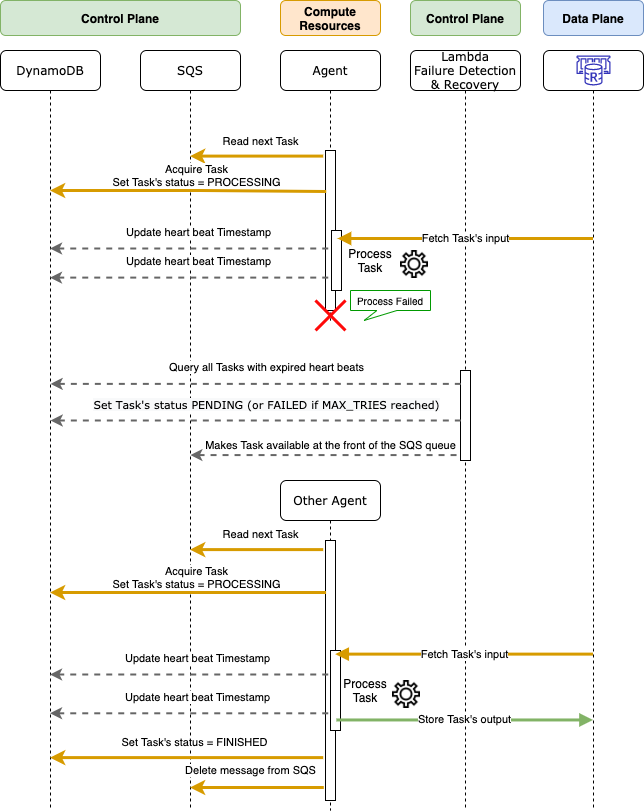 Control Plane
Compute
Resources
Control Plane
Data Plane
DynamoDB
SQS
Agent
Lambda
Failure Detection
& Recovery
R
Read next Task
Acquire Task
Set Task's status = PROCESSING
Update heart beat Timestamp
Fetch Task's input
Process
Task
Update heart beat Timestamp
Process Failed
Query all Tasks with expired heart beats
Set Task's status PENDING (or FAILED if MAX_TRIES reached)
Makes Task available at the front of the SQS queue
Other Agent
Read next Task
Acquire Task
Set Task's status = PROCESSING
Fetch Task's input
Update heart beat Timestamp
Process
Task
Update heart beat Timestamp
Store Task's output
Set Task's status = FINISHED
Delete message from SQS